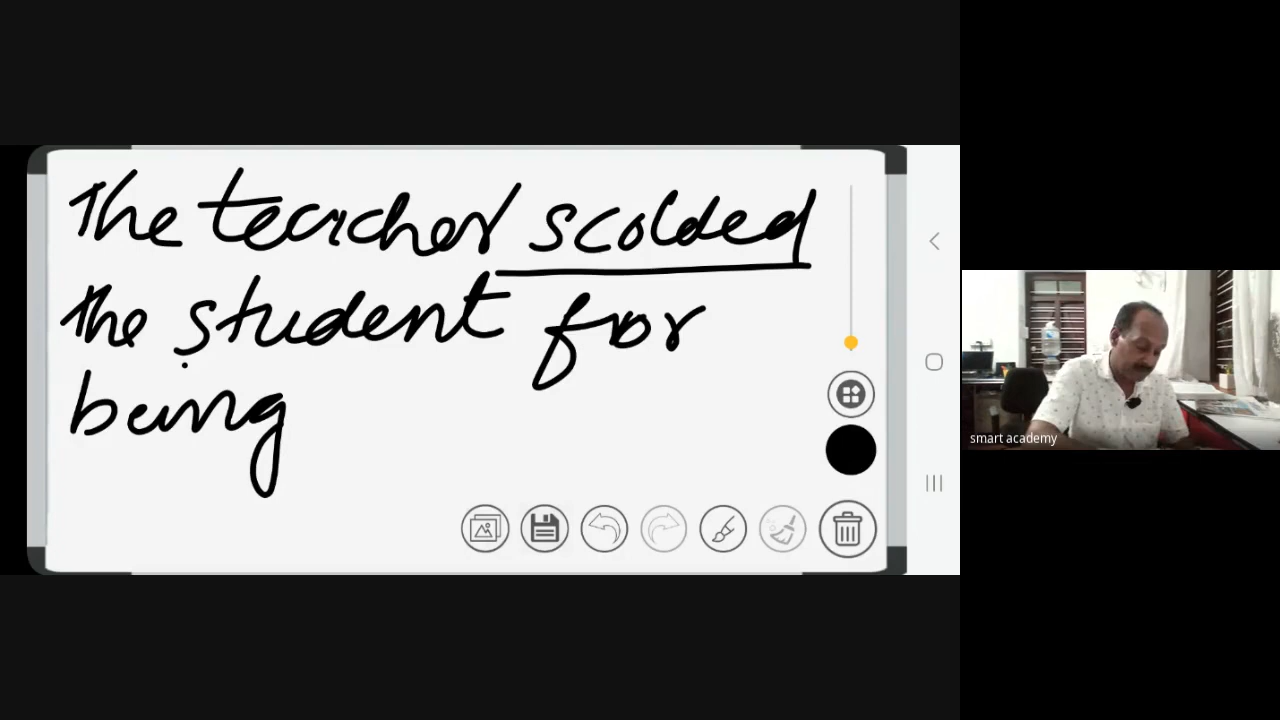 The teacher scolded
the student for
being
smart academy